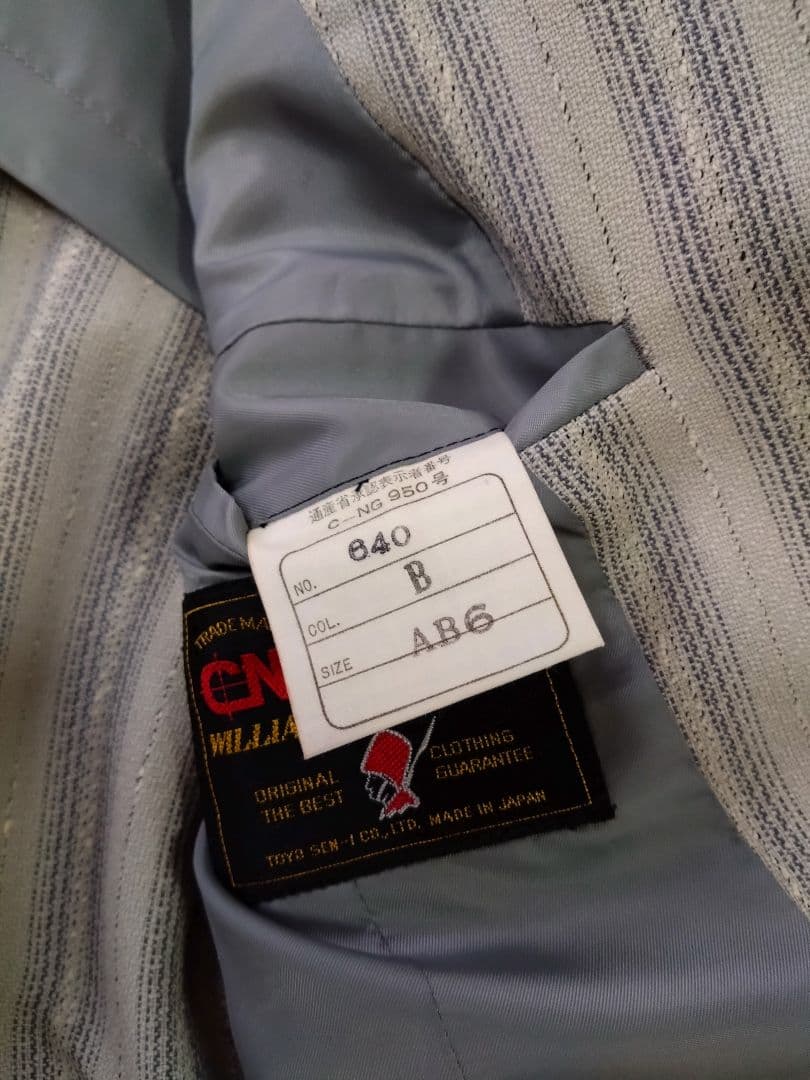 通産省承認表示者番号
C-NG 950号
NO. 640
COL. B
SIZE AB6
TRADE MA
CN
WILLIA
ORIGINAL
THE BEST
CLOTHING
GUARANTEE
TOYO SEN-I CO., LTD. MADE IN JAPAN